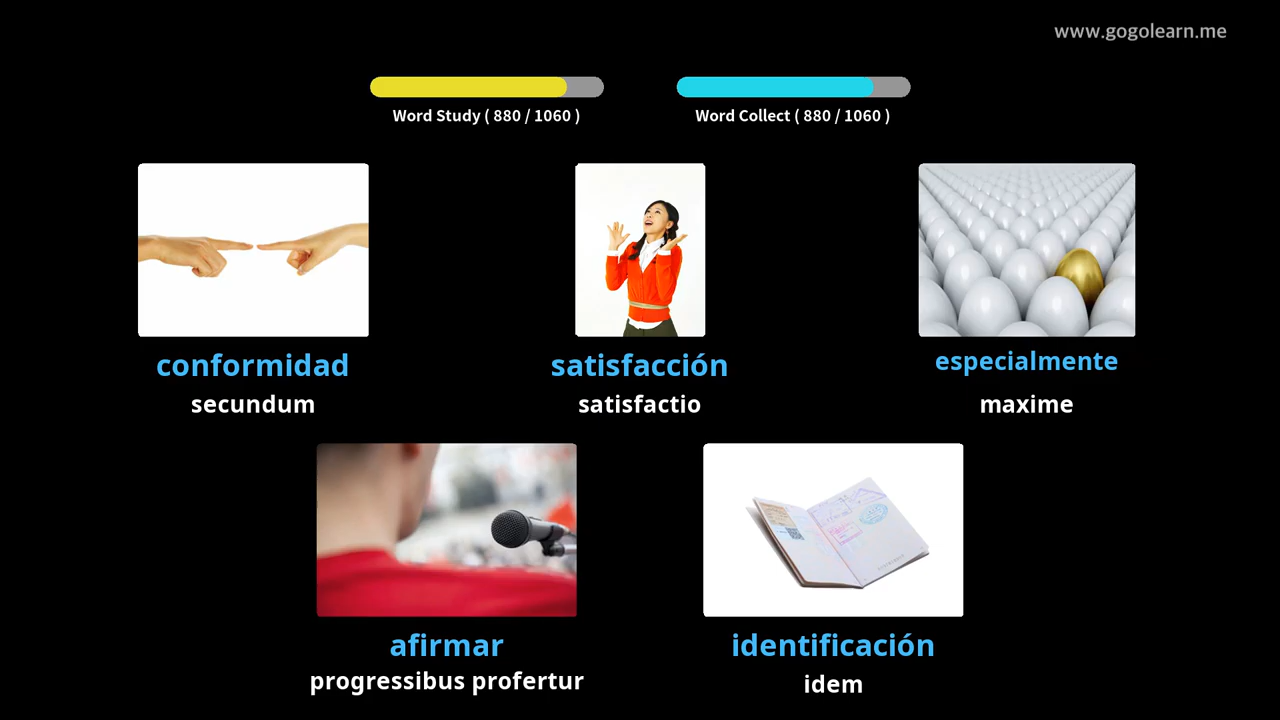 www.gogolearn.me
Word Study ( 880 / 1060 )
Word Collect ( 880 / 1060 )
conformidad
secundum
satisfacción
satisfactio
especialmente
maxime
afirmar
progressibus profertur
identificación
idem